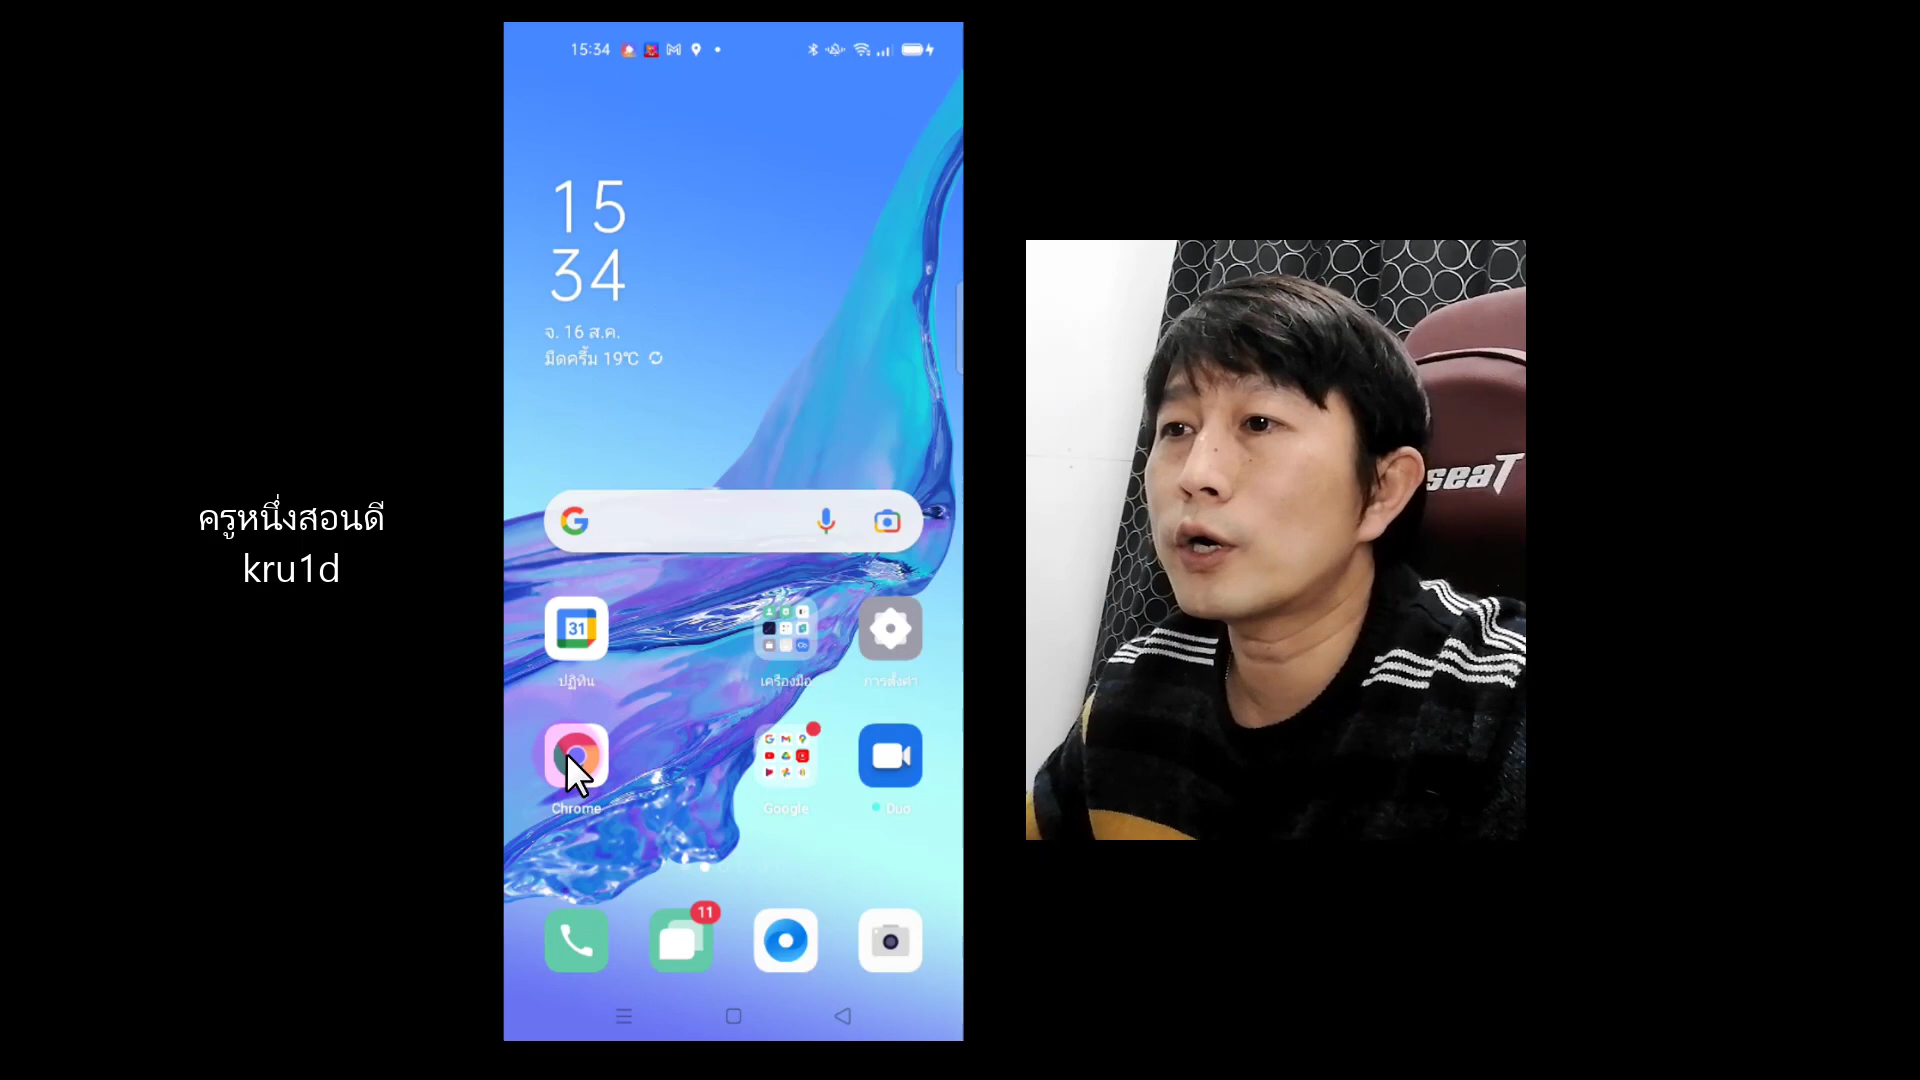 15:34
15
34
จ. 16 ส.ค.
มืดครึ้ม 19°C
ครูหนึ่งสอนดี
kru1d
seaT
31
ปฏิทิน
เครื่องมือ
การตั้งค่า
Chrome
Google
Duo
11